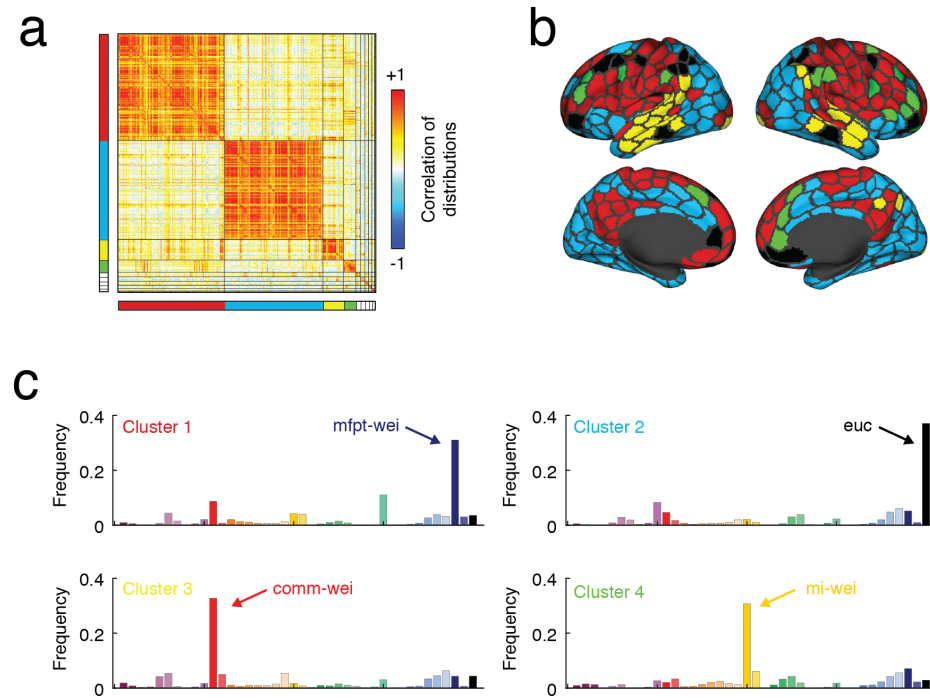 a
+1
Correlation of
distributions
-1
b
c
Frequency
0.4
0.2
0
Cluster 1
mfpt-wei
Frequency
0.4
0.2
0
Cluster 2
euc
Frequency
0.4
0.2
0
Cluster 3
comm-wei
Frequency
0.4
0.2
0
Cluster 4
mi-wei